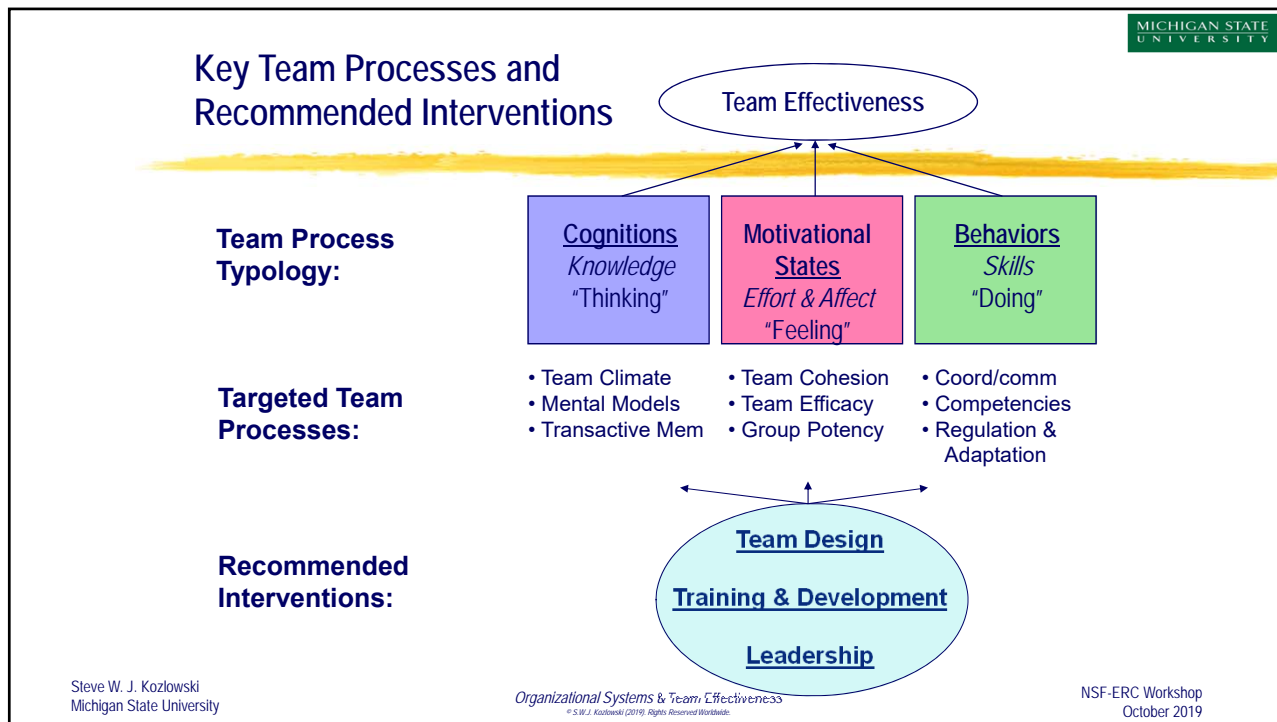 MICHIGAN STATE
UNIVERSITY
Key Team Processes and
Recommended Interventions
Team Effectiveness
Team Process
Typology:
Cognitions
Knowledge
“Thinking”
Motivational
States
Effort & Affect
“Feeling”
Behaviors
Skills
“Doing”
Targeted Team
Processes:
• Team Climate
• Mental Models
• Transactive Mem
• Team Cohesion
• Team Efficacy
• Group Potency
• Coord/comm
• Competencies
• Regulation &
Adaptation
Recommended
Interventions:
Team Design
Training & Development
Leadership
Steve W. J. Kozlowski
Michigan State University
Organizational Systems & Team Effectiveness
© S.W.J. Kozlowski (2019). Rights Reserved Worldwide.
NSF-ERC Workshop
October 2019